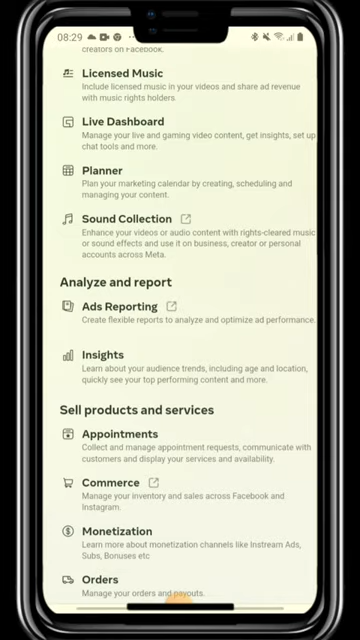 08:29
creators on Facebook.
Licensed Music
Include licensed music in your videos and share ad revenue
with music rights holders.
Live Dashboard
Manage your live and gaming video content, get insights, set up
chat tools and more.
Planner
Plan your marketing calendar by creating, scheduling and
managing your content.
Sound Collection
Enhance your videos or audio content with rights-cleared music
or sound effects and use it on business, creator or personal
accounts across Meta.
Analyze and report
Ads Reporting
Create flexible reports to analyze and optimize ad performance.
Insights
Learn about your audience trends, including age and location,
quickly see your top performing content and more.
Sell products and services
Appointments
Collect and manage appointment requests, communicate with
customers and display your services and availability.
Commerce
Manage your inventory and sales across Facebook and
Instagram.
Monetization
Learn more about monetization channels like Instream Ads,
Subs, Bonuses etc
Orders
Manage your orders and payouts.